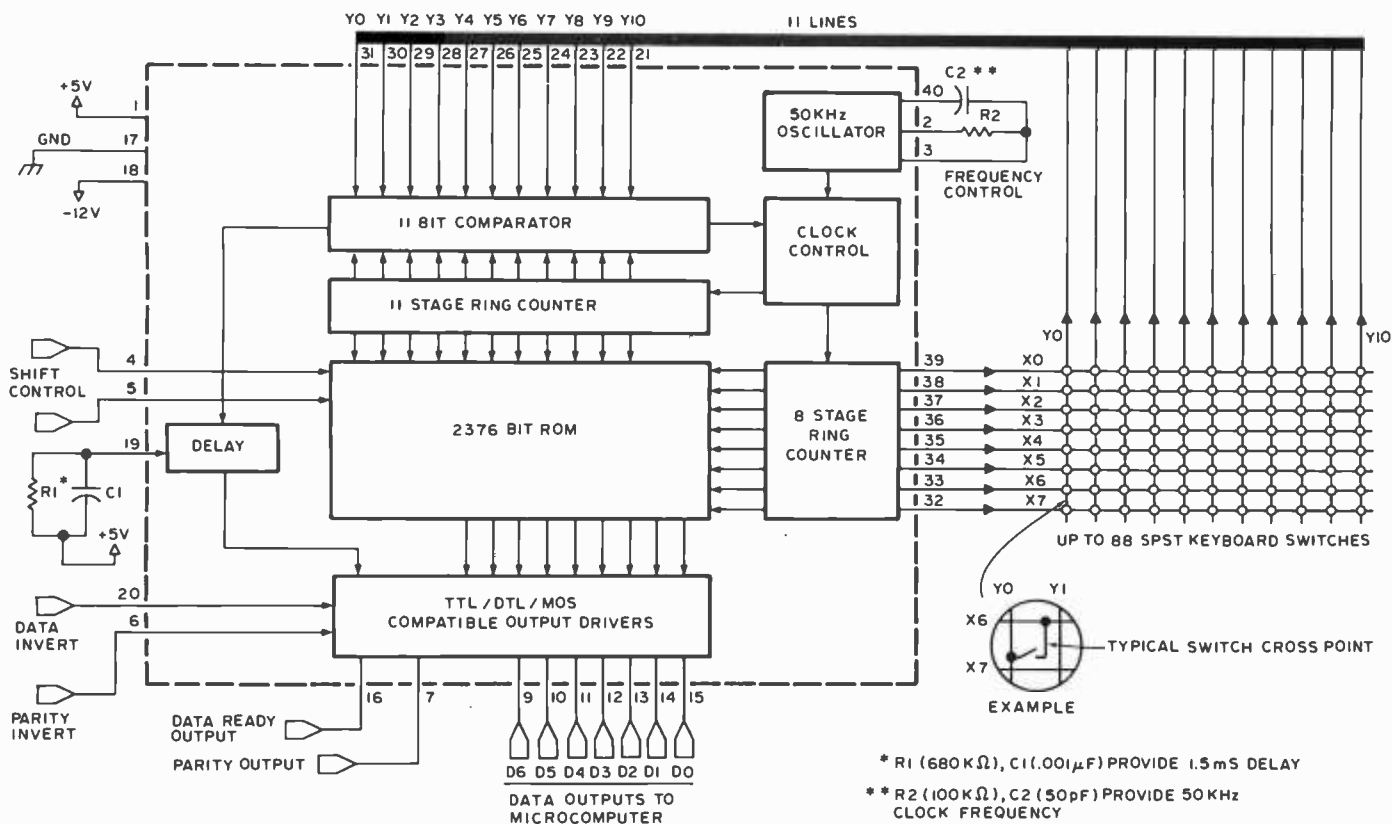 Y0 Y1 Y2 Y3 Y4 Y5 Y6 Y7 Y8 Y9 Y10
11 LINES
31 30 29 28 27 26 25 24 23 22 21
+5V
1
GND
17
18
-12V
C2 **
40
50KHz
OSCILLATOR
2
R2
3
FREQUENCY
CONTROL
11 BIT COMPARATOR
CLOCK
CONTROL
11 STAGE RING COUNTER
Y0
Y10
4
SHIFT
CONTROL
5
2376 BIT ROM
8 STAGE
RING
COUNTER
39 X0
38 X1
37 X2
36 X3
35 X4
34 X5
33 X6
32 X7
19
DELAY
R1 *
C1
+5V
UP TO 88 SPST KEYBOARD SWITCHES
20
DATA
INVERT
6
PARITY
INVERT
TTL/DTL/MOS
COMPATIBLE OUTPUT DRIVERS
Y0 Y1
X6
X7
TYPICAL SWITCH CROSS POINT
EXAMPLE
16 7 9 10 11 12 13 14 15
DATA READY
OUTPUT
PARITY OUTPUT
D6 D5 D4 D3 D2 D1 D0
DATA OUTPUTS TO
MICROCOMPUTER
* R1 (680KΩ), C1 (.001µF) PROVIDE 1.5mS DELAY
** R2 (100KΩ), C2 (50pF) PROVIDE 50KHz
CLOCK FREQUENCY